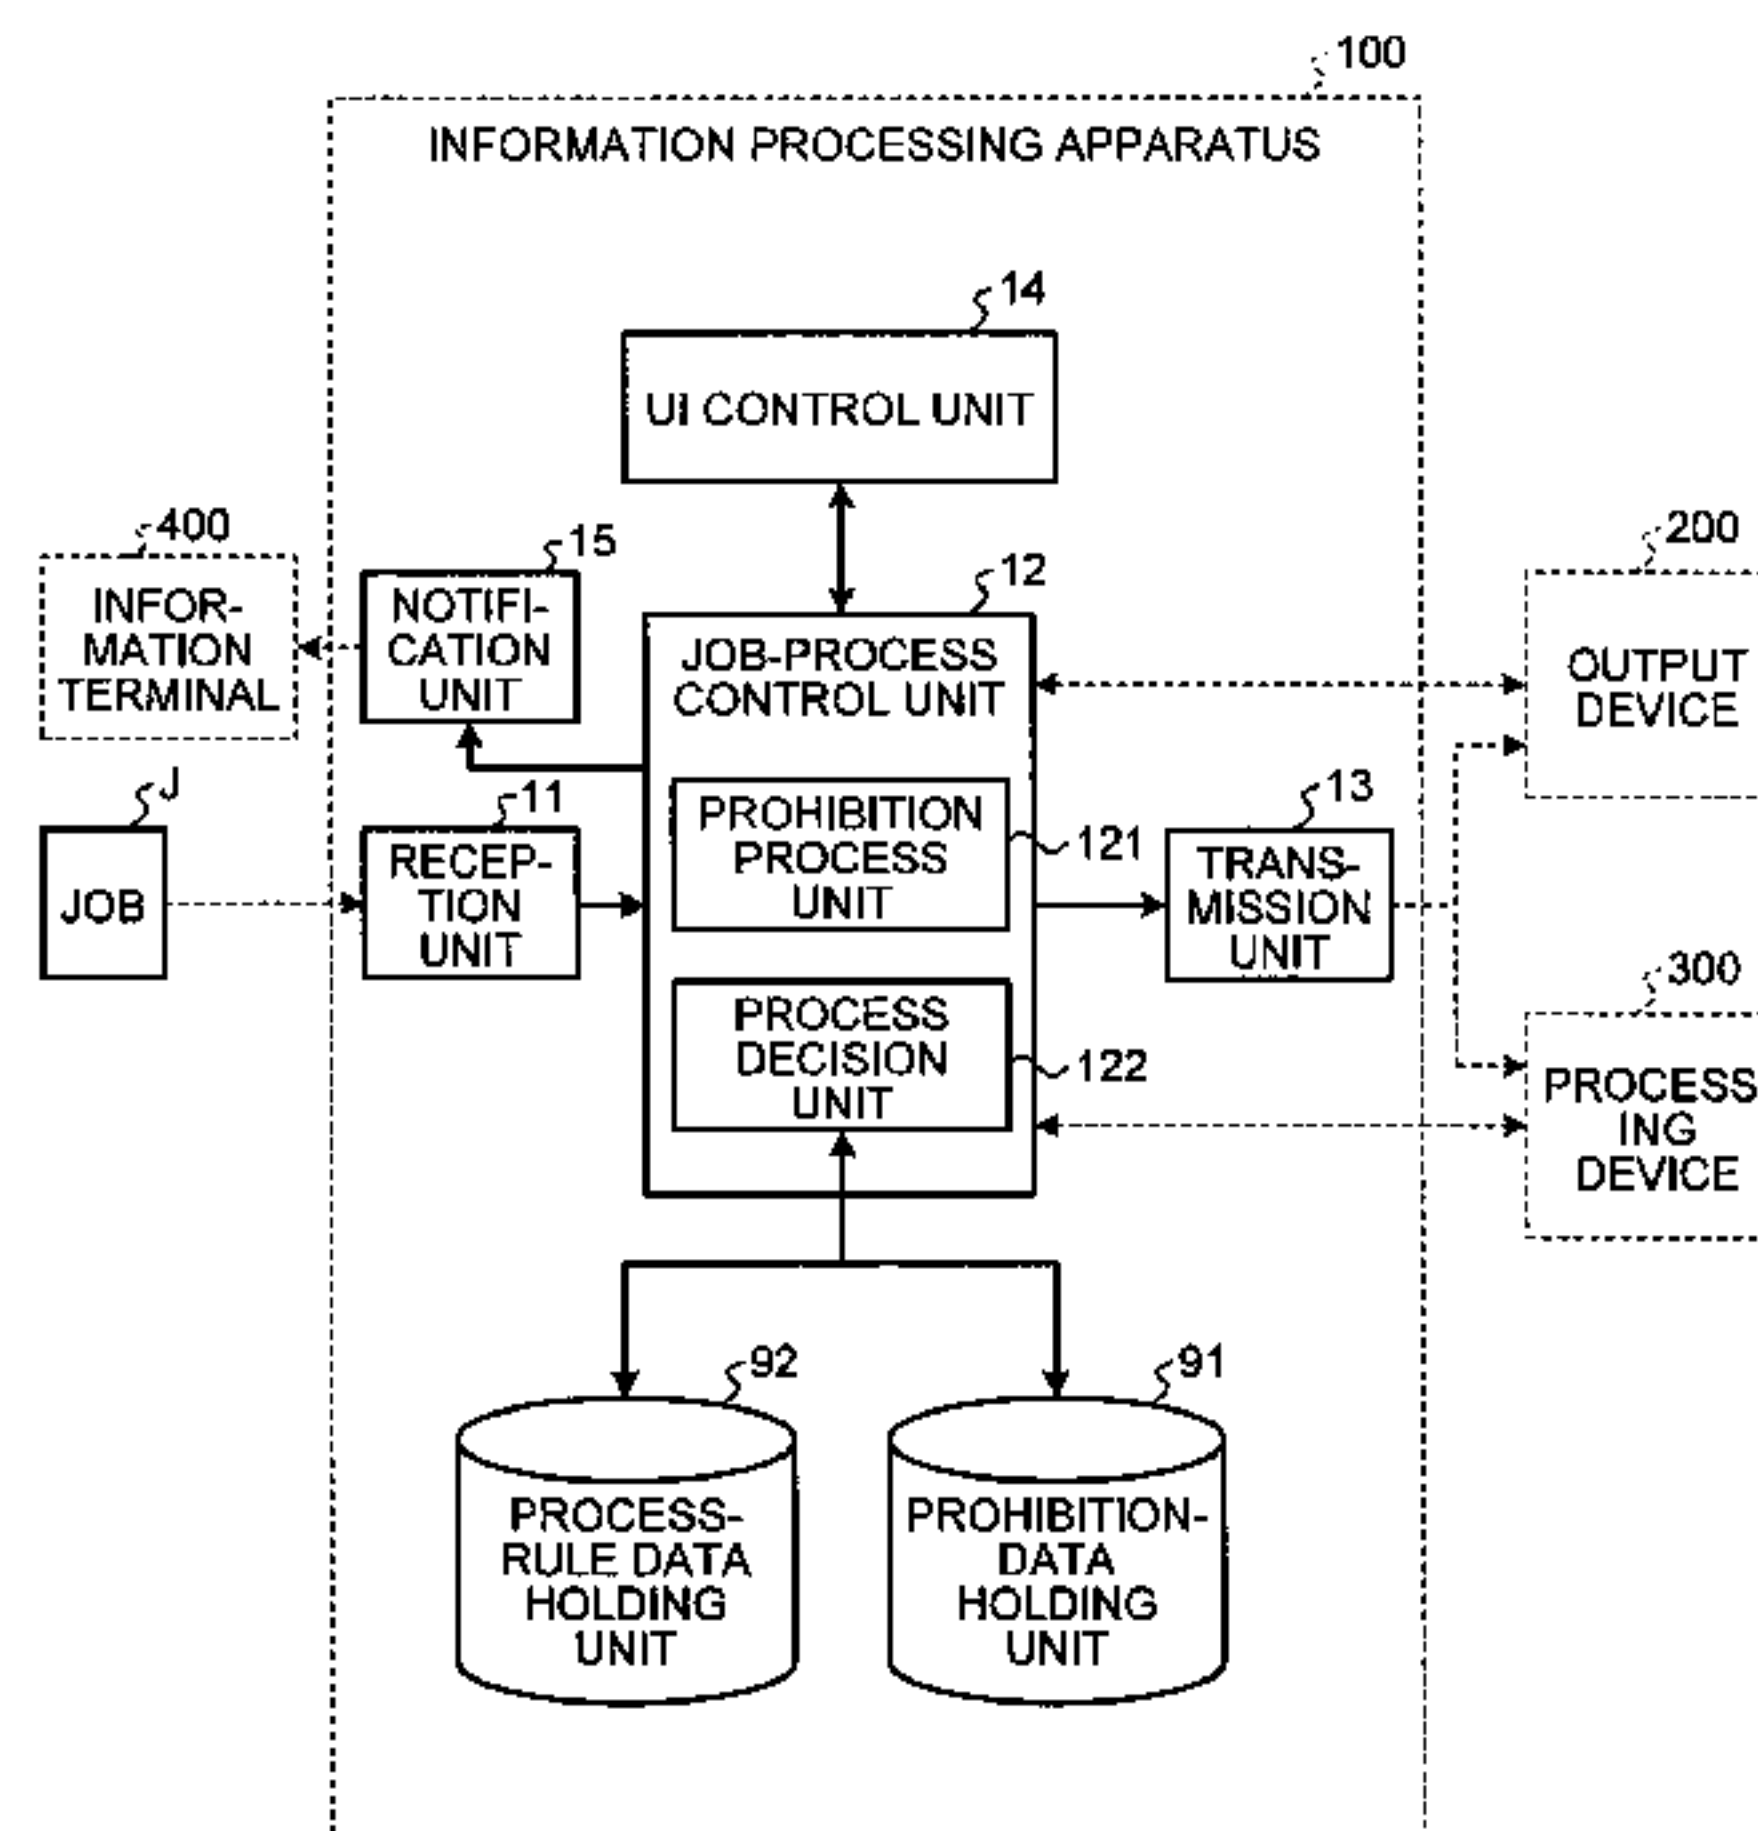 100
INFORMATION PROCESSING APPARATUS
14
UI CONTROL UNIT
400
INFOR-
MATION
TERMINAL
15
NOTIFI-
CATION
UNIT
12
JOB-PROCESS
CONTROL UNIT
200
OUTPUT
DEVICE
J
JOB
11
RECEP-
TION
UNIT
PROHIBITION
PROCESS
UNIT
121
13
TRANS-
MISSION
UNIT
PROCESS
DECISION
UNIT
122
300
PROCESS
ING
DEVICE
92
PROCESS-
RULE DATA
HOLDING
UNIT
91
PROHIBITION-
DATA
HOLDING
UNIT